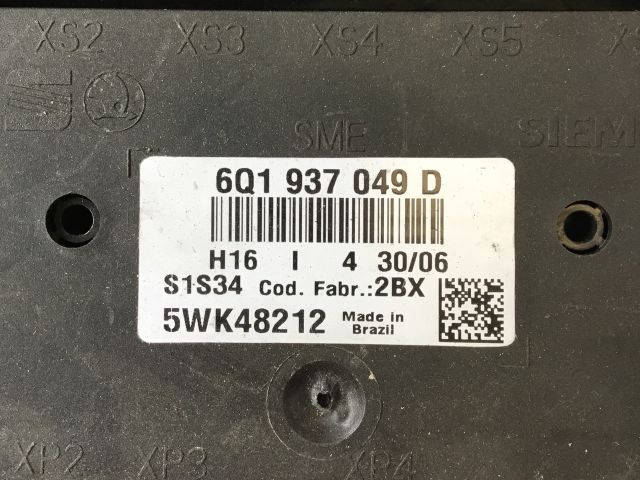 XS2 XS3 XS4 XS5
SME SIEM
6Q1 937 049 D
H16 I 4 30/06
S1S34 Cod. Fabr.:2BX
5WK48212 Made in Brazil
XP2 XP3 XP4